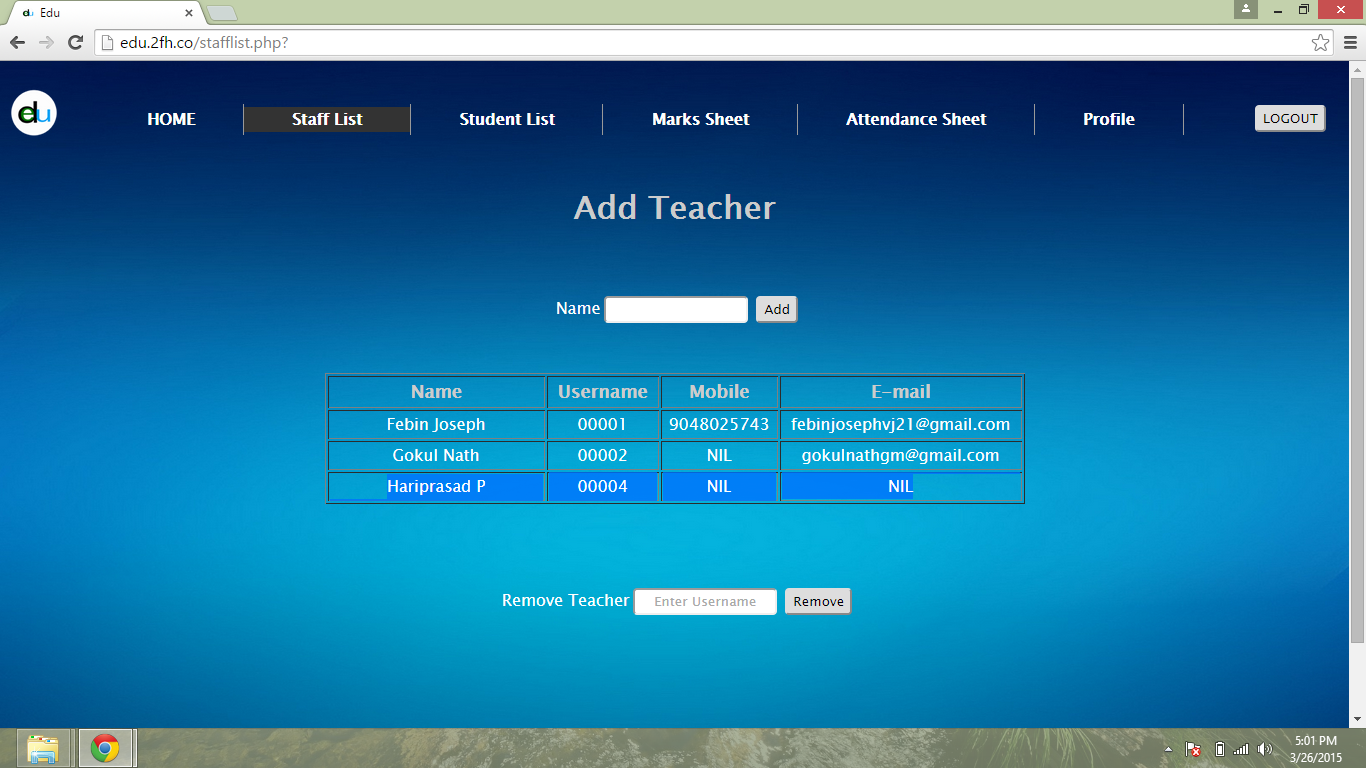 Edu
edu.2fh.co/stafflist.php?
edu HOME Staff List Student List Marks Sheet Attendance Sheet Profile LOGOUT
Add Teacher
Name Add
Name Username Mobile E-mail
Febin Joseph 00001 9048025743 febinjosephvj21@gmail.com
Gokul Nath 00002 NIL gokulnathgm@gmail.com
Hariprasad P 00004 NIL NIL
Remove Teacher Enter Username Remove
5:01 PM
3/26/2015